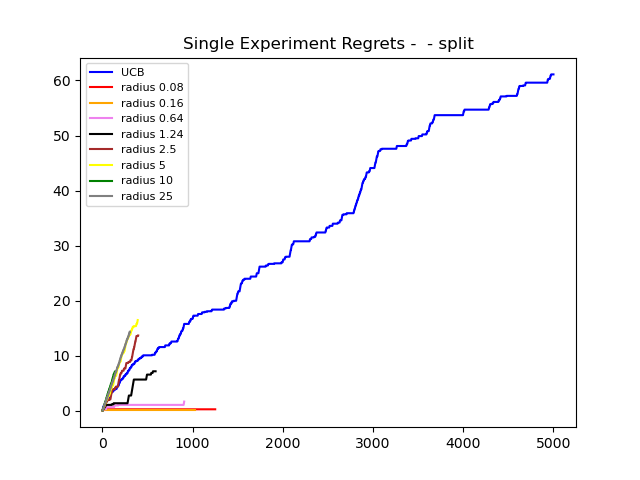 Single Experiment Regrets -  - split
UCB
radius 0.08
radius 0.16
radius 0.64
radius 1.24
radius 2.5
radius 5
radius 10
radius 25
60
50
40
30
20
10
0
0 1000 2000 3000 4000 5000